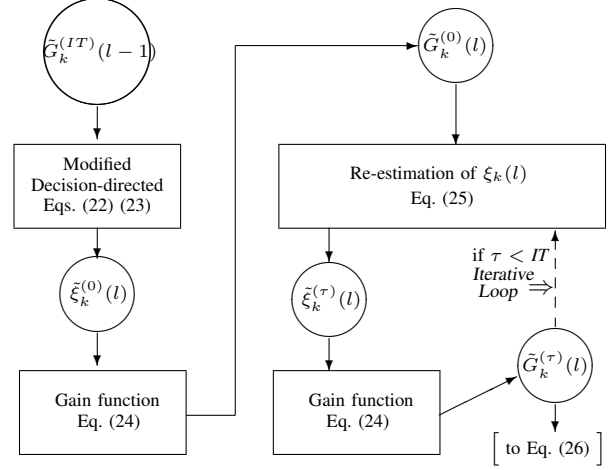 G̃_k^{(IT)}(l − 1)
Modified
Decision-directed
Eqs. (22) (23)
ξ̃_k^{(0)}(l)
Gain function
Eq. (24)
G̃_k^{(0)}(l)
Re-estimation of ξ_k(l)
Eq. (25)
ξ̃_k^{(τ)}(l)
Gain function
Eq. (24)
if τ < IT
Iterative
Loop ⇒
G̃_k^{(τ)}(l)
[ to Eq. (26) ]